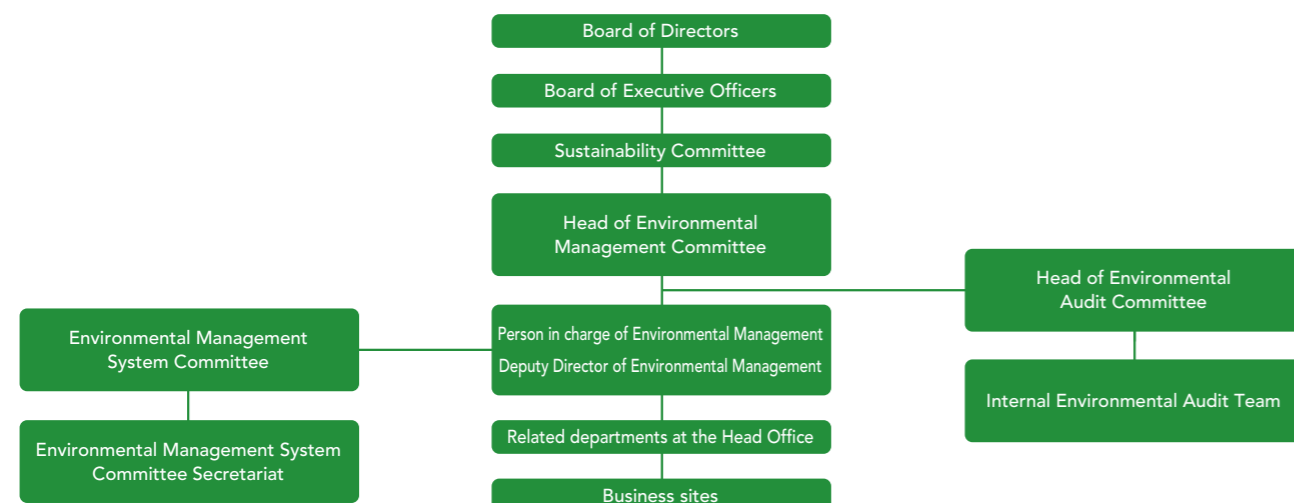 Board of Directors
Board of Executive Officers
Sustainability Committee
Head of Environmental
Management Committee
Head of Environmental
Audit Committee
Person in charge of Environmental Management
Deputy Director of Environmental Management
Environmental Management
System Committee
Internal Environmental Audit Team
Related departments at the Head Office
Environmental Management System
Committee Secretariat
Business sites